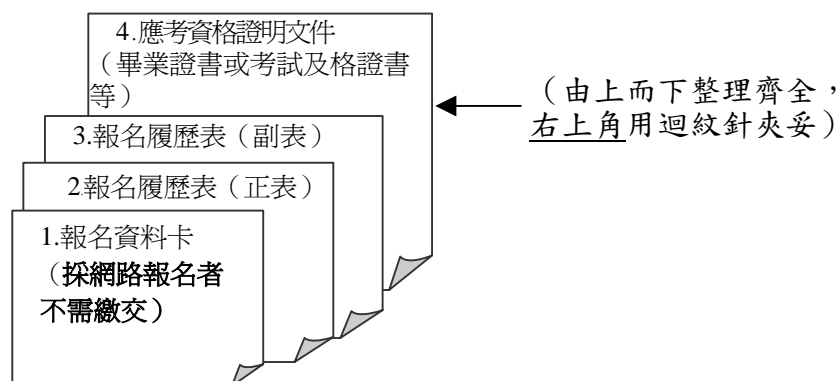 4.應考資格證明文件
（畢業證書或考試及格證書
等）
（由上而下整理齊全，
右上角用迴紋針夾妥）
3.報名履歷表（副表）
2.報名履歷表（正表）
1.報名資料卡
（採網路報名者
不需繳交）